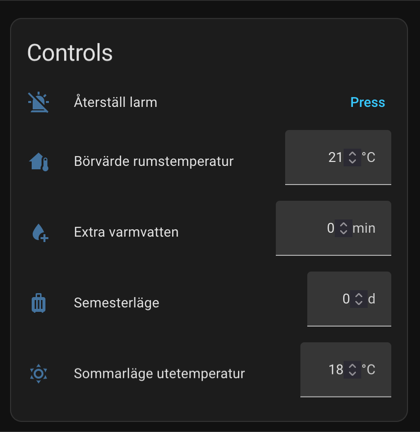 Controls
Återställ larm Press
Börvärde rumstemperatur 21 °C
Extra varmvatten 0 min
Semesterläge 0 d
Sommarläge utetemperatur 18 °C